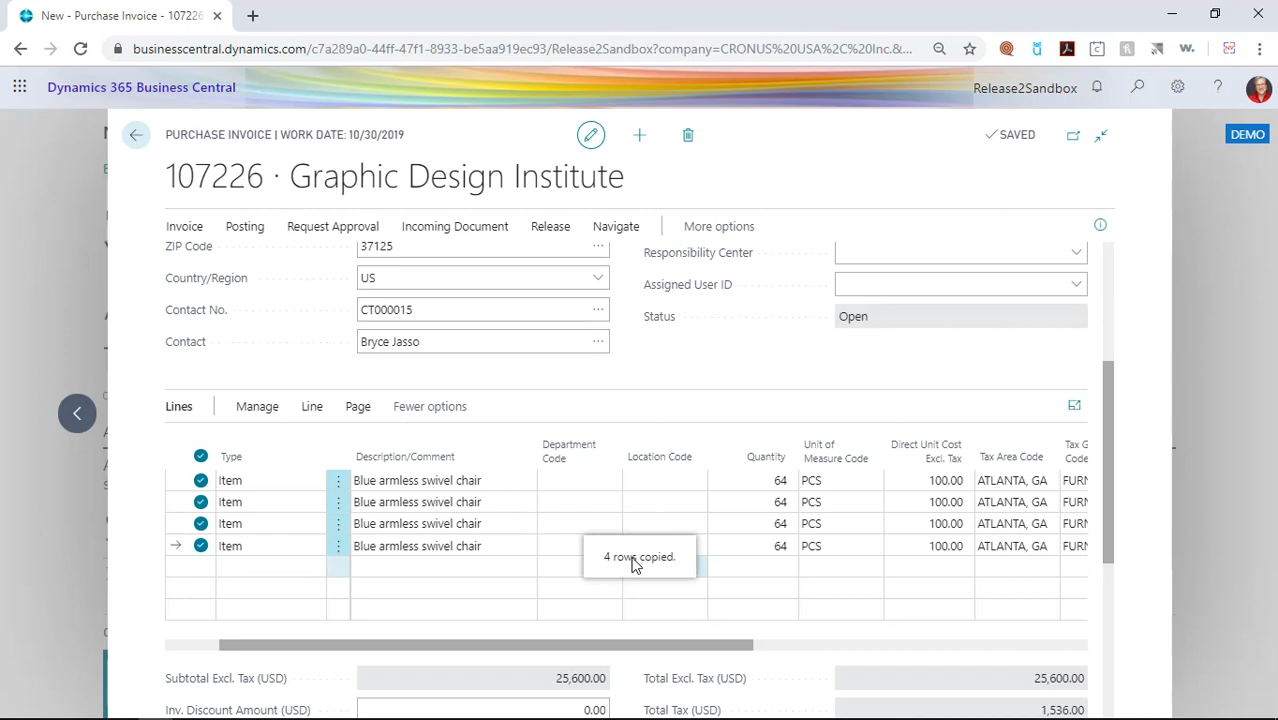 New - Purchase Invoice - 107226
businesscentral.dynamics.com/c7a289a0-44ff-47f1-8933-be5aa919ec93/Release2Sandbox?company=CRONUS%20USA%2C%20Inc.&...
Dynamics 365 Business Central
Release2Sandbox
PURCHASE INVOICE | WORK DATE: 10/30/2019
SAVED
DEMO
107226 · Graphic Design Institute
Invoice Posting Request Approval Incoming Document Release Navigate More options
ZIP Code 37125
Responsibility Center
Country/Region US
Assigned User ID
Contact No. CT000015
Status Open
Contact Bryce Jasso
Lines Manage Line Page Fewer options
Type Description/Comment Department Code Location Code Quantity Unit of Measure Code Direct Unit Cost Excl. Tax Tax Area Code Tax G Code
Item Blue armless swivel chair 64 PCS 100.00 ATLANTA, GA FURN
Item Blue armless swivel chair 64 PCS 100.00 ATLANTA, GA FURN
Item Blue armless swivel chair 64 PCS 100.00 ATLANTA, GA FURN
Item Blue armless swivel chair 64 PCS 100.00 ATLANTA, GA FURN
4 rows copied.
Subtotal Excl. Tax (USD) 25,600.00 Total Excl. Tax (USD) 25,600.00
Inv. Discount Amount (USD) 0.00 Total Tax (USD) 1,536.00